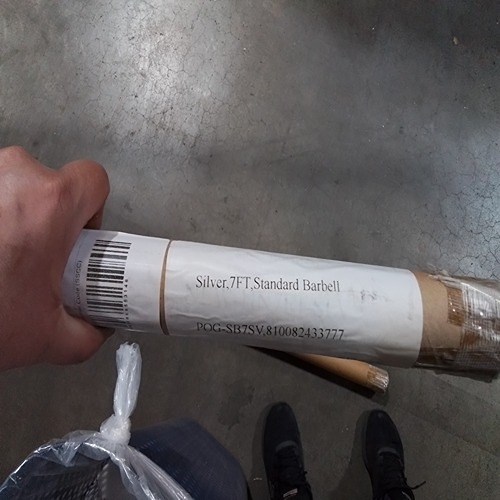 Silver,7FT,Standard Barbell
POG-SB7SV,810082433777